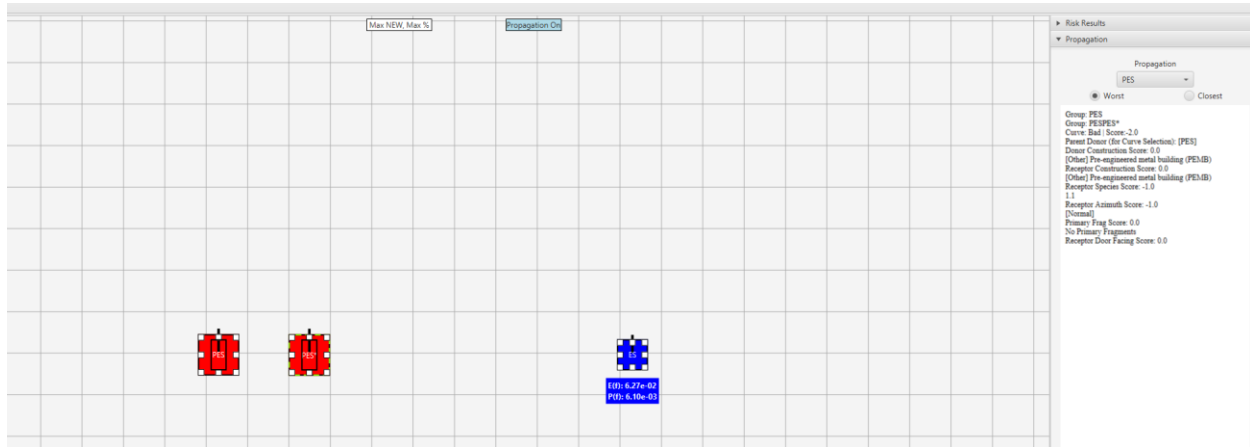 Max NEW, Max %
Propagation On
Risk Results
Propagation
Propagation
PES
Worst
Closest
Group: PES
Group: PESPES*
Curve: Bad | Score:-2.0
Parent Donor (for Curve Selection): [PES]
Donor Construction Score: 0.0
[Other] Pre-engineered metal building (PEMB)
Receptor Construction Score: 0.0
[Other] Pre-engineered metal building (PEMB)
Receptor Species Score: -1.0
1.1
Receptor Azimuth Score: -1.0
[Normal]
Primary Frag Score: 0.0
No Primary Fragments
Receptor Door Facing Score: 0.0
PES
PES*
ES
E(f): 6.27e-02
P(f): 6.10e-03